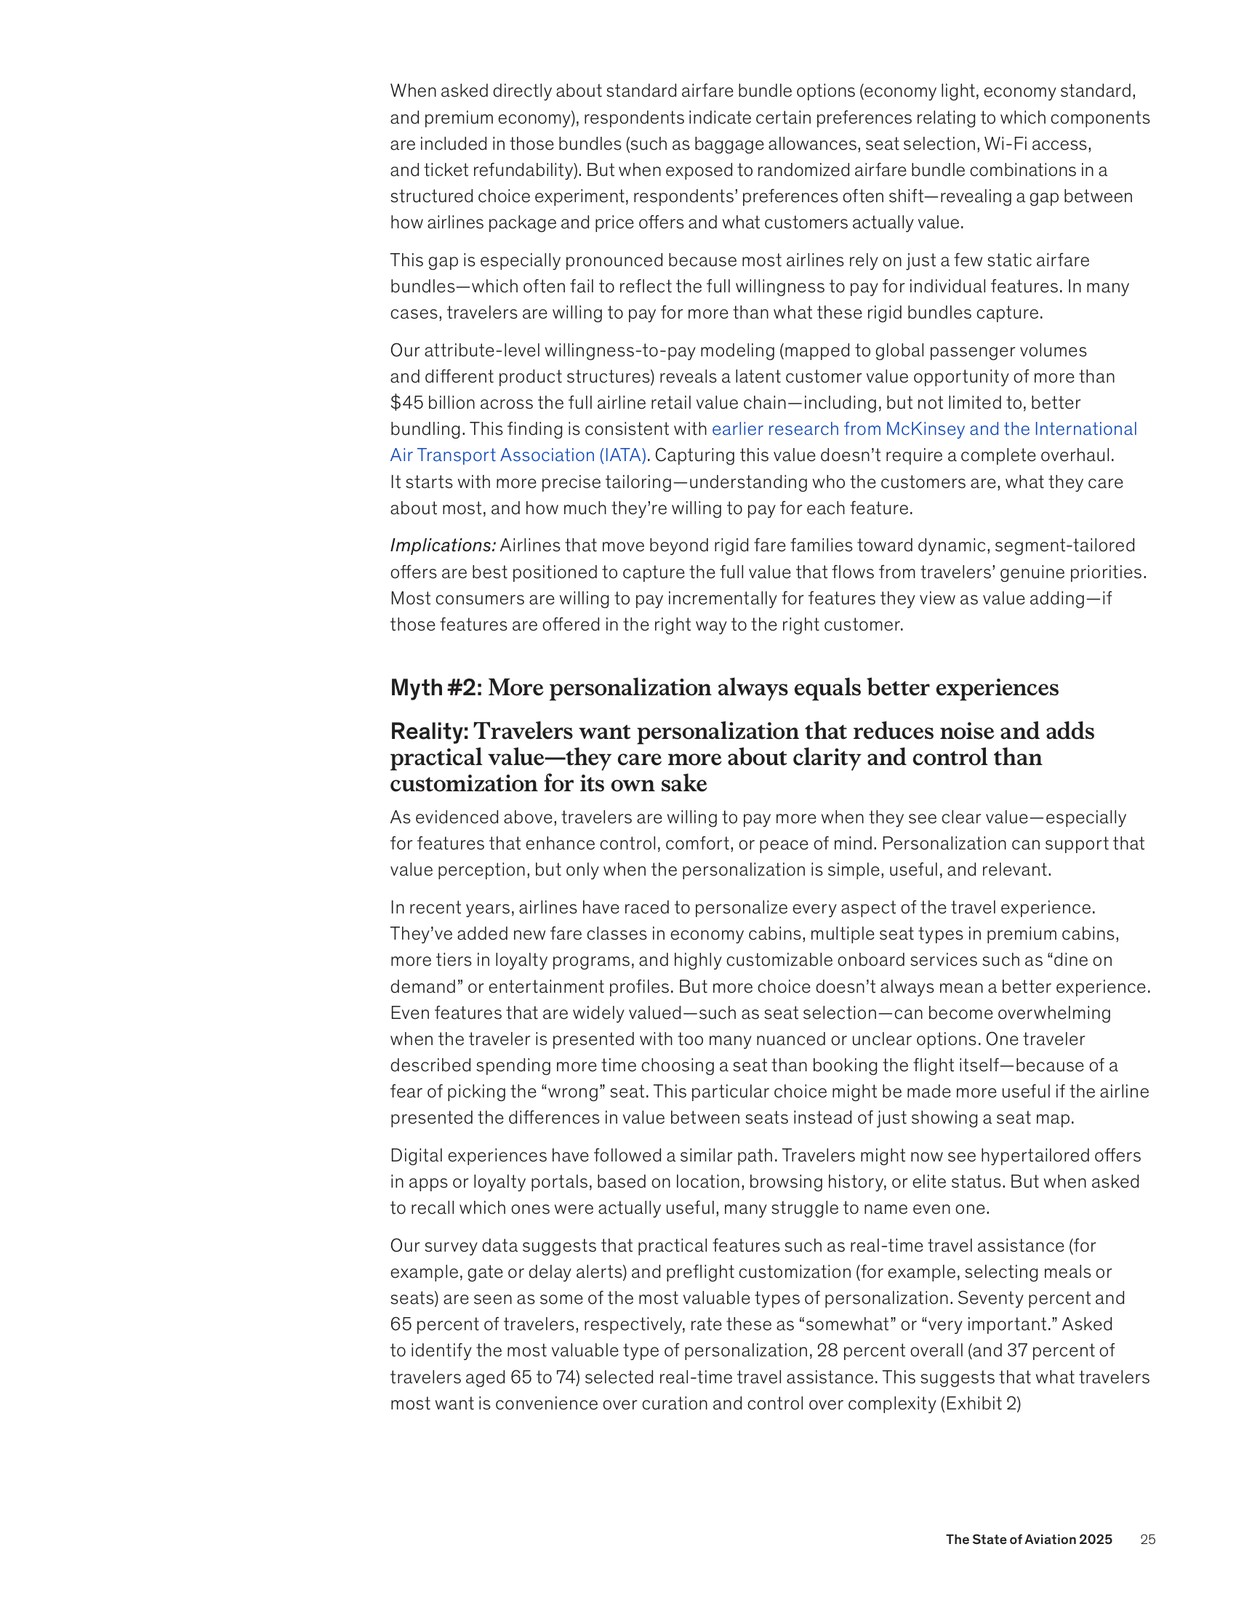 When asked directly about standard airfare bundle options (economy light, economy standard,
and premium economy), respondents indicate certain preferences relating to which components
are included in those bundles (such as baggage allowances, seat selection, Wi-Fi access,
and ticket refundability). But when exposed to randomized airfare bundle combinations in a
structured choice experiment, respondents’ preferences often shift—revealing a gap between
how airlines package and price offers and what customers actually value.
This gap is especially pronounced because most airlines rely on just a few static airfare
bundles—which often fail to reflect the full willingness to pay for individual features. In many
cases, travelers are willing to pay for more than what these rigid bundles capture.
Our attribute-level willingness-to-pay modeling (mapped to global passenger volumes
and different product structures) reveals a latent customer value opportunity of more than
$45 billion across the full airline retail value chain—including, but not limited to, better
bundling. This finding is consistent with earlier research from McKinsey and the International
Air Transport Association (IATA). Capturing this value doesn’t require a complete overhaul.
It starts with more precise tailoring—understanding who the customers are, what they care
about most, and how much they’re willing to pay for each feature.
Implications: Airlines that move beyond rigid fare families toward dynamic, segment-tailored
offers are best positioned to capture the full value that flows from travelers’ genuine priorities.
Most consumers are willing to pay incrementally for features they view as value adding—if
those features are offered in the right way to the right customer.
Myth #2: More personalization always equals better experiences
Reality: Travelers want personalization that reduces noise and adds
practical value—they care more about clarity and control than
customization for its own sake
As evidenced above, travelers are willing to pay more when they see clear value—especially
for features that enhance control, comfort, or peace of mind. Personalization can support that
value perception, but only when the personalization is simple, useful, and relevant.
In recent years, airlines have raced to personalize every aspect of the travel experience.
They’ve added new fare classes in economy cabins, multiple seat types in premium cabins,
more tiers in loyalty programs, and highly customizable onboard services such as “dine on
demand” or entertainment profiles. But more choice doesn’t always mean a better experience.
Even features that are widely valued—such as seat selection—can become overwhelming
when the traveler is presented with too many nuanced or unclear options. One traveler
described spending more time choosing a seat than booking the flight itself—because of a
fear of picking the “wrong” seat. This particular choice might be made more useful if the airline
presented the differences in value between seats instead of just showing a seat map.
Digital experiences have followed a similar path. Travelers might now see hypertailored offers
in apps or loyalty portals, based on location, browsing history, or elite status. But when asked
to recall which ones were actually useful, many struggle to name even one.
Our survey data suggests that practical features such as real-time travel assistance (for
example, gate or delay alerts) and preflight customization (for example, selecting meals or
seats) are seen as some of the most valuable types of personalization. Seventy percent and
65 percent of travelers, respectively, rate these as “somewhat” or “very important.” Asked
to identify the most valuable type of personalization, 28 percent overall (and 37 percent of
travelers aged 65 to 74) selected real-time travel assistance. This suggests that what travelers
most want is convenience over curation and control over complexity (Exhibit 2)
The State of Aviation 2025 25